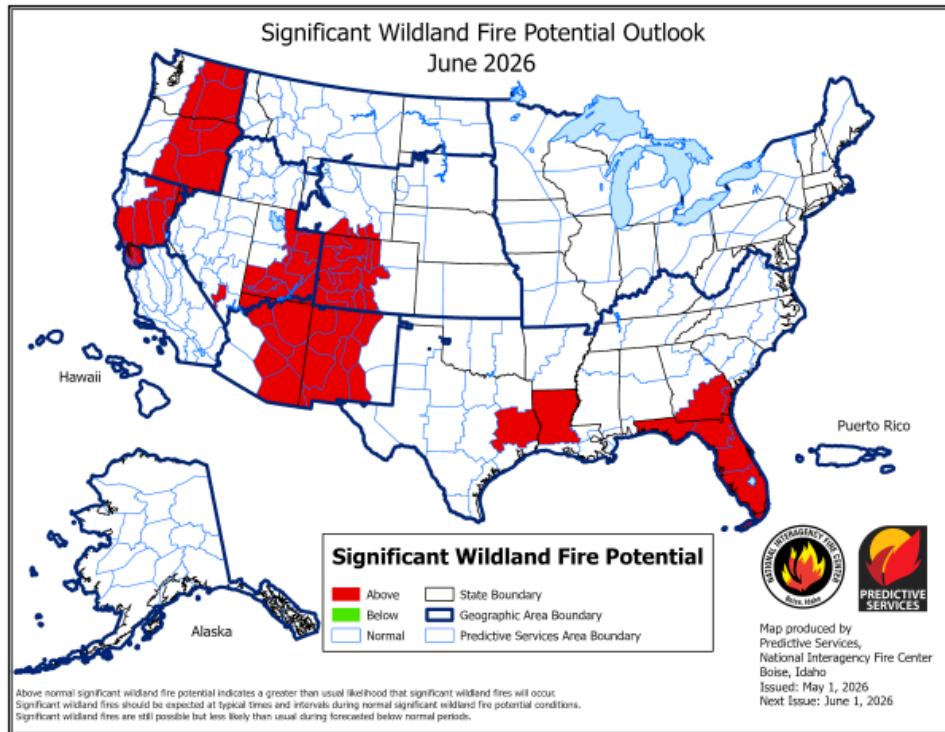 Significant Wildland Fire Potential Outlook
June 2026
Hawaii
Puerto Rico
Alaska
Significant Wildland Fire Potential
Above
Below
Normal
State Boundary
Geographic Area Boundary
Predictive Services Area Boundary
NATIONAL INTERAGENCY FIRE CENTER
Boise, Idaho
PREDICTIVE
SERVICES
Map produced by
Predictive Services,
National Interagency Fire Center
Boise, Idaho
Issued: May 1, 2026
Next Issue: June 1, 2026
Above normal significant wildland fire potential indicates a greater than usual likelihood that significant wildland fires will occur.
Significant wildland fires should be expected at typical times and intervals during normal significant wildland fire potential conditions.
Significant wildland fires are still possible but less likely than usual during forecasted below normal periods.